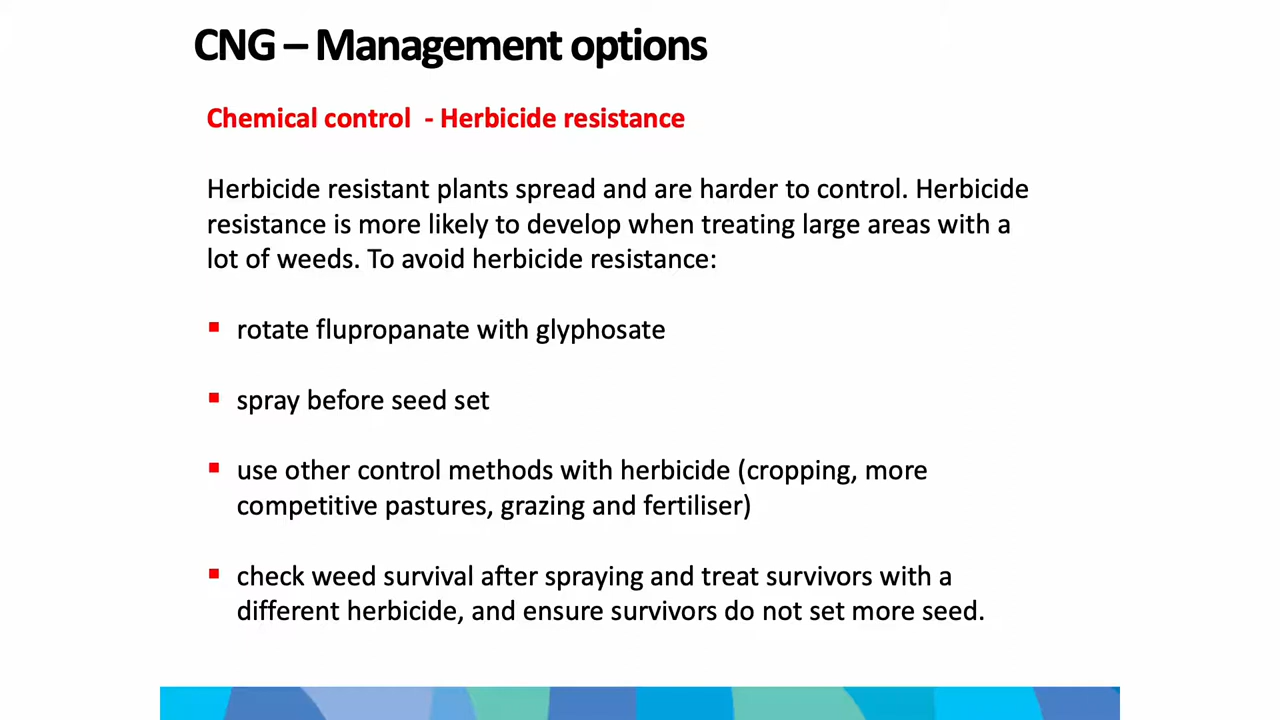 CNG – Management options
Chemical control - Herbicide resistance
Herbicide resistant plants spread and are harder to control. Herbicide
resistance is more likely to develop when treating large areas with a
lot of weeds. To avoid herbicide resistance:
▪ rotate flupropanate with glyphosate
▪ spray before seed set
▪ use other control methods with herbicide (cropping, more
competitive pastures, grazing and fertiliser)
▪ check weed survival after spraying and treat survivors with a
different herbicide, and ensure survivors do not set more seed.